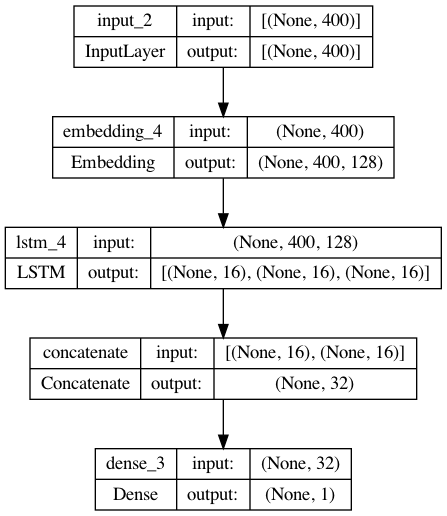 input_2 input: [(None, 400)]
InputLayer output: [(None, 400)]
embedding_4 input: (None, 400)
Embedding output: (None, 400, 128)
lstm_4 input: (None, 400, 128)
LSTM output: [(None, 16), (None, 16), (None, 16)]
concatenate input: [(None, 16), (None, 16)]
Concatenate output: (None, 32)
dense_3 input: (None, 32)
Dense output: (None, 1)